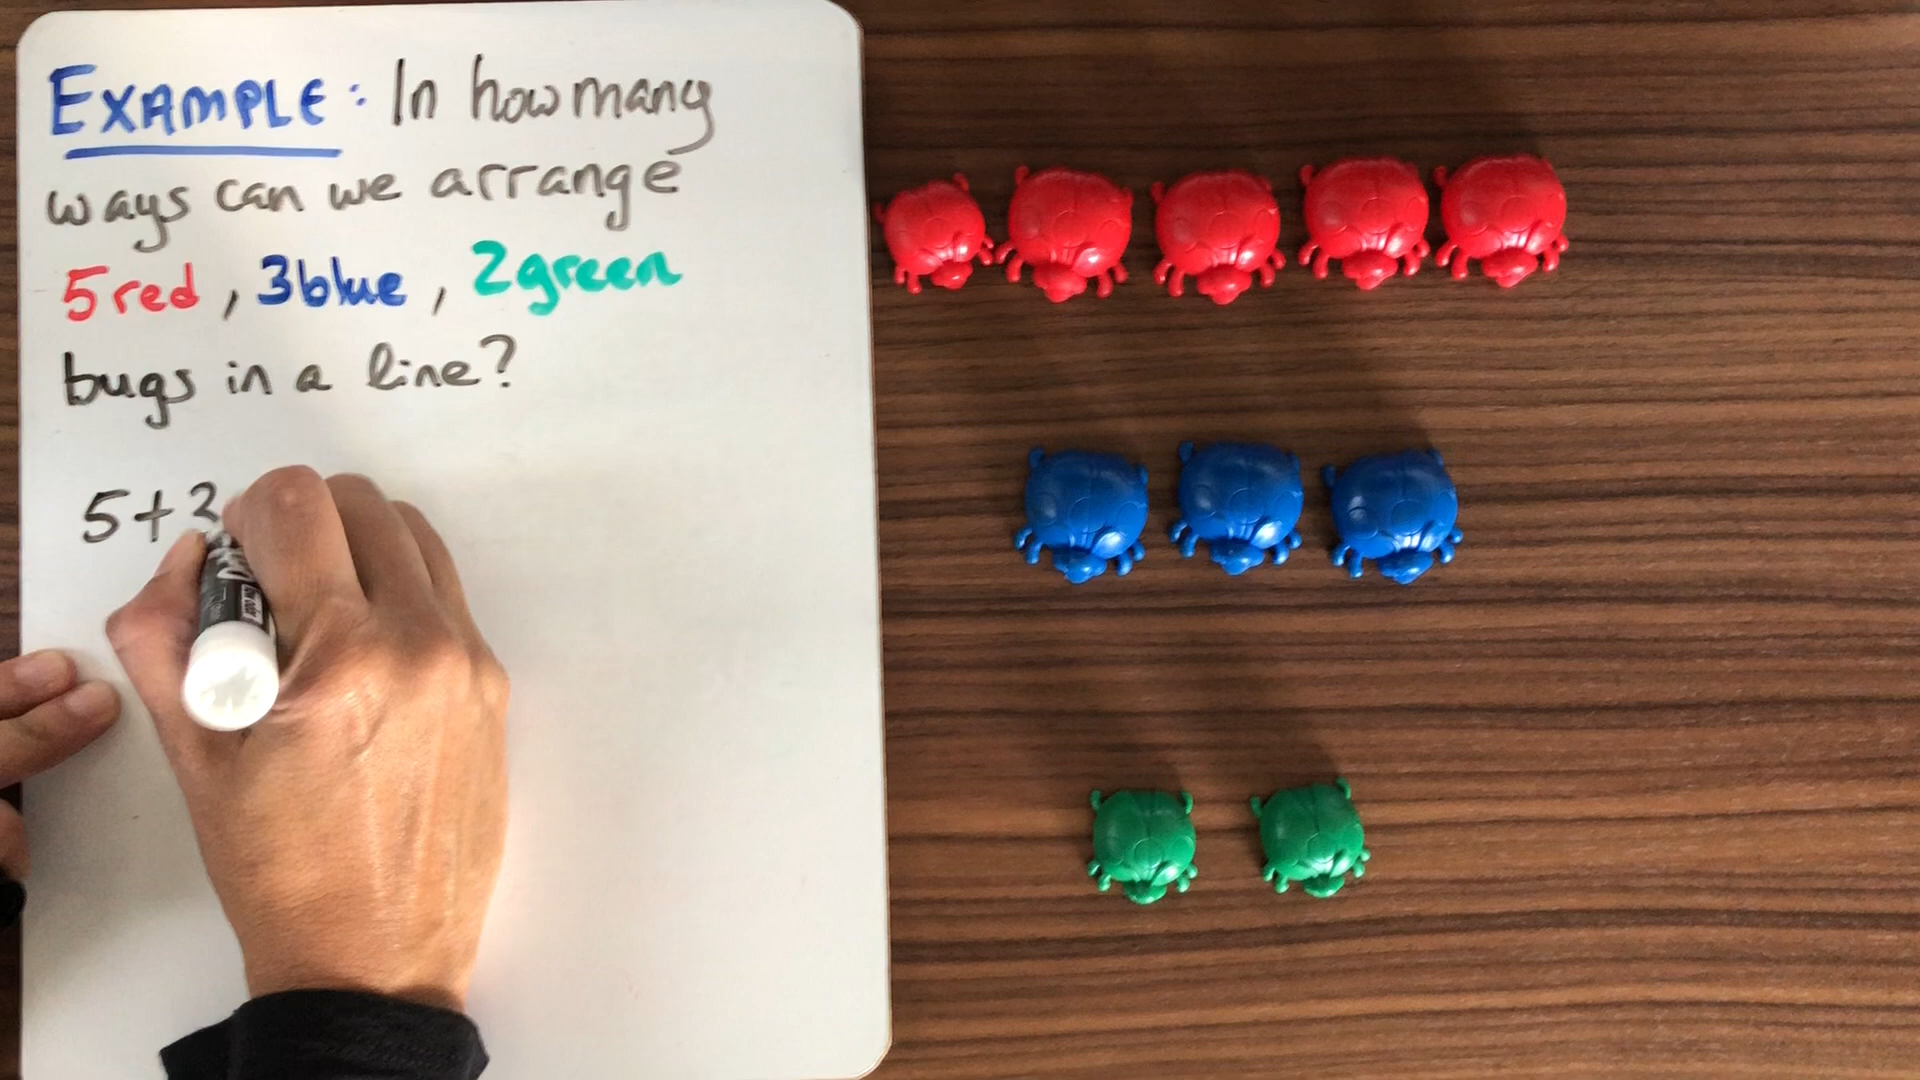 EXAMPLE: In how many
ways can we arrange
5 red, 3 blue, 2 green
bugs in a line?
5+3